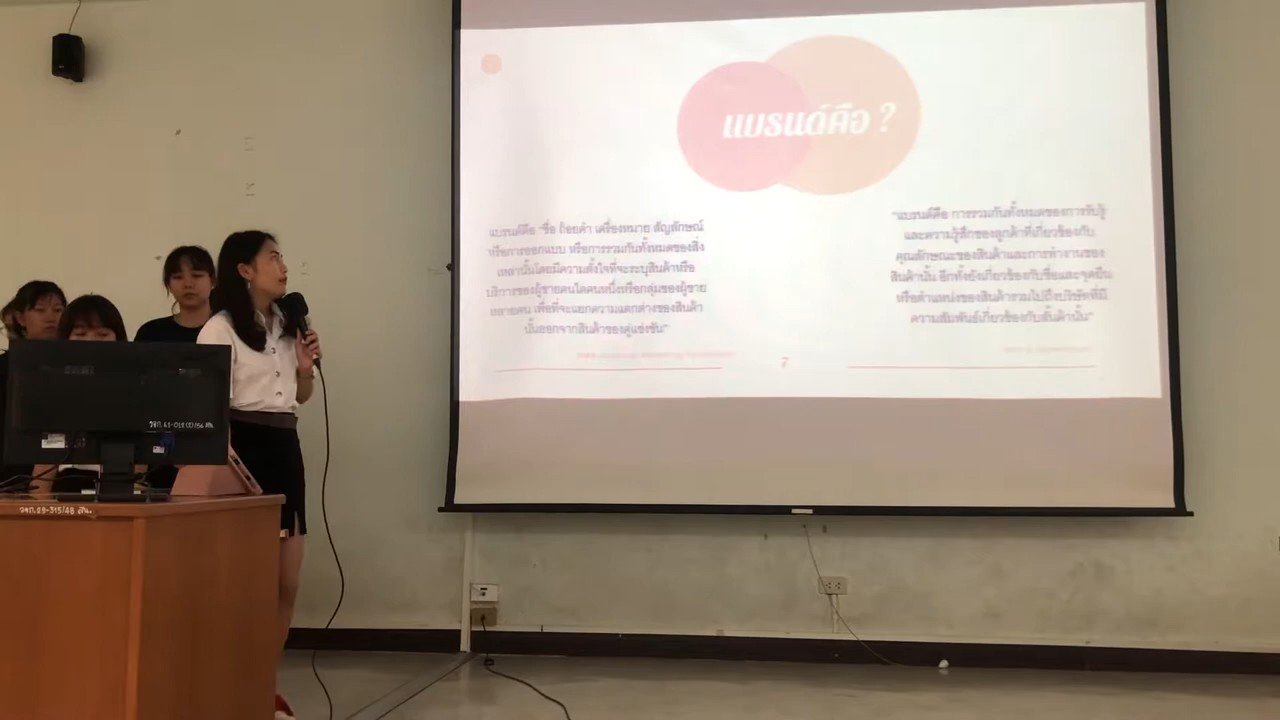 แบรนด์คือ ?
แบรนด์คือ "ชื่อ ถ้อยคำ เครื่องหมาย สัญลักษณ์
หรือการออกแบบ หรือการรวมกันทั้งหมดของสิ่ง
เหล่านั้นโดยมีความตั้งใจที่จะระบุสินค้าหรือ
บริการของผู้ขายคนใดคนหนึ่งหรือกลุ่มของผู้ขาย
หลายคน เพื่อที่จะแยกความแตกต่างของสินค้า
นั้นออกจากสินค้าของคู่แข่งขัน"
"แบรนด์คือ การรวมกันทั้งหมดของการรับรู้
และความรู้สึกของลูกค้าที่เกี่ยวข้องกับ
คุณลักษณะของสินค้าและการทำงานของ
สินค้านั้น อีกทั้งยังเกี่ยวข้องกับชื่อและจุดยืน
หรือตำแหน่งของสินค้ารวมไปถึงบริษัทที่มี
ความสัมพันธ์เกี่ยวข้องกับสินค้านั้น"
7